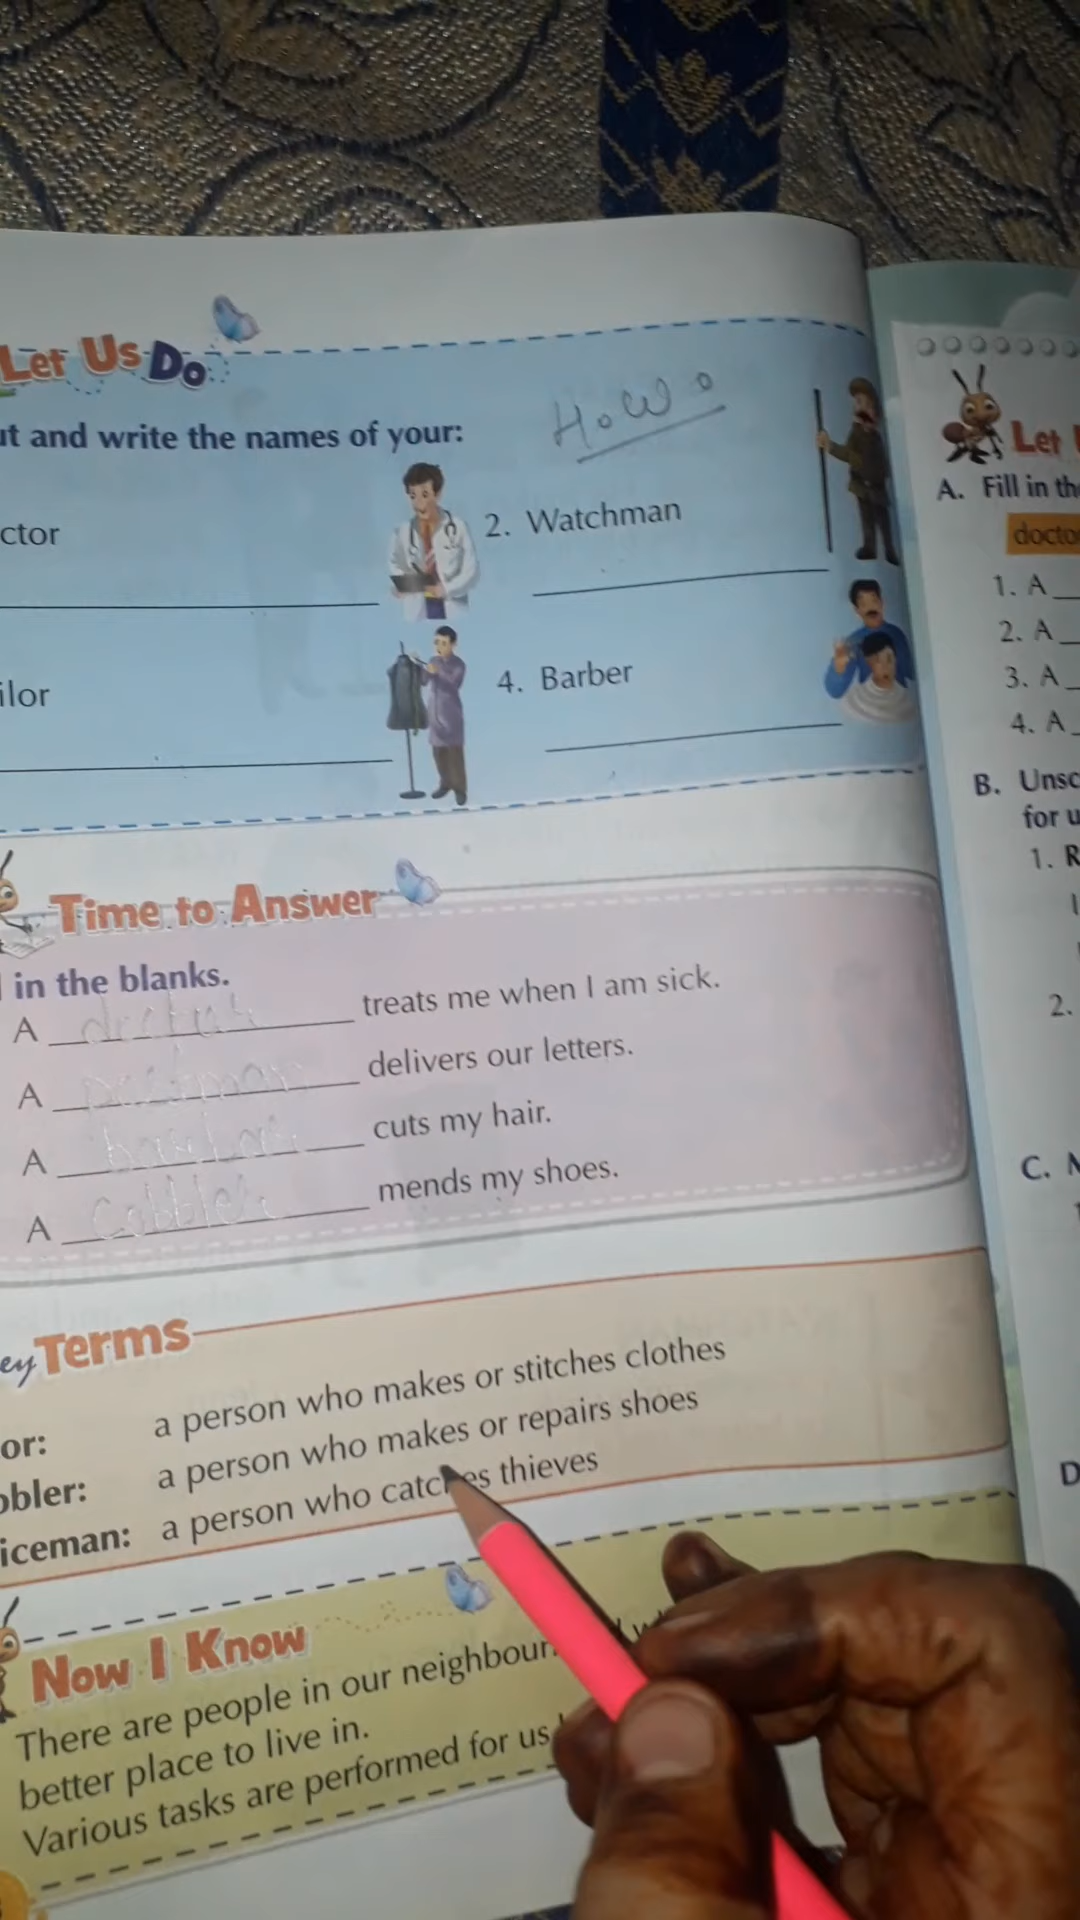 Let Us Do
ut and write the names of your:
H.W.
ctor
2. Watchman
ilor
4. Barber
Time to Answer
in the blanks.
A doctor treats me when I am sick.
A postman delivers our letters.
A barber cuts my hair.
A Cobbler mends my shoes.
ey Terms
or: a person who makes or stitches clothes
obbler: a person who makes or repairs shoes
iceman: a person who catches thieves
Now I Know
There are people in our neighbour
better place to live in.
Various tasks are performed for us
Let
A. Fill in the
docto
1. A
2. A
3. A
4. A
B. Unsc
for u
1. R
2.
C.
D